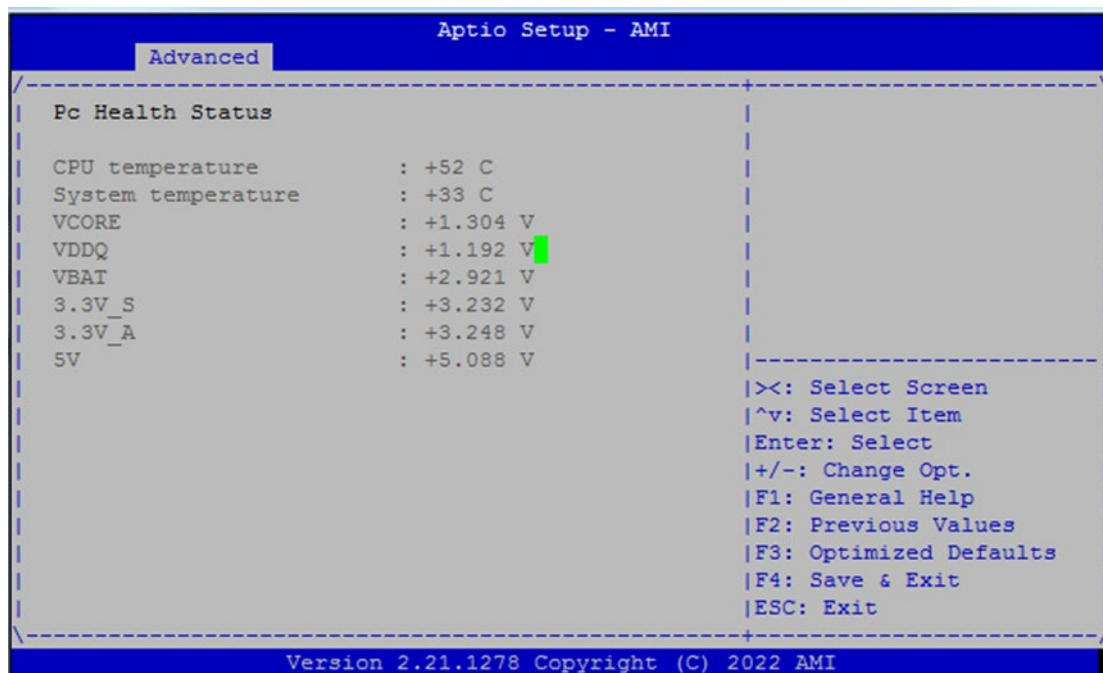 Aptio Setup - AMI
Advanced
Pc Health Status
CPU temperature : +52 C
System temperature : +33 C
VCORE : +1.304 V
VDDQ : +1.192 V
VBAT : +2.921 V
3.3V_S : +3.232 V
3.3V_A : +3.248 V
5V : +5.088 V
><: Select Screen
^v: Select Item
Enter: Select
+/-: Change Opt.
F1: General Help
F2: Previous Values
F3: Optimized Defaults
F4: Save & Exit
ESC: Exit
Version 2.21.1278 Copyright (C) 2022 AMI